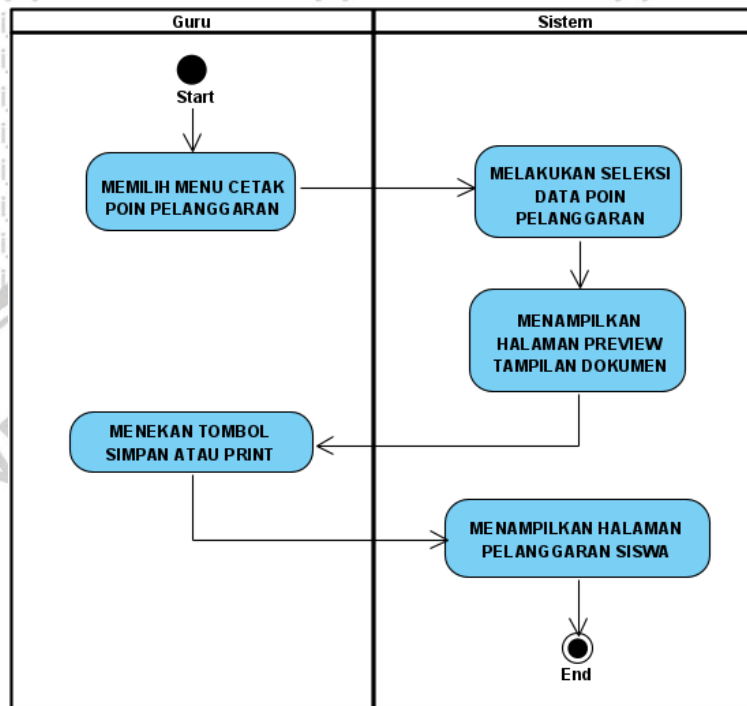 Guru
Sistem
Start
MEMILIH MENU CETAK
POIN PELANGGARAN
MELAKUKAN SELEKSI
DATA POIN
PELANGGARAN
MENAMPILKAN
HALAMAN PREVIEW
TAMPILAN DOKUMEN
MENEKAN TOMBOL
SIMPAN ATAU PRINT
MENAMPILKAN HALAMAN
PELANGGARAN SISWA
End